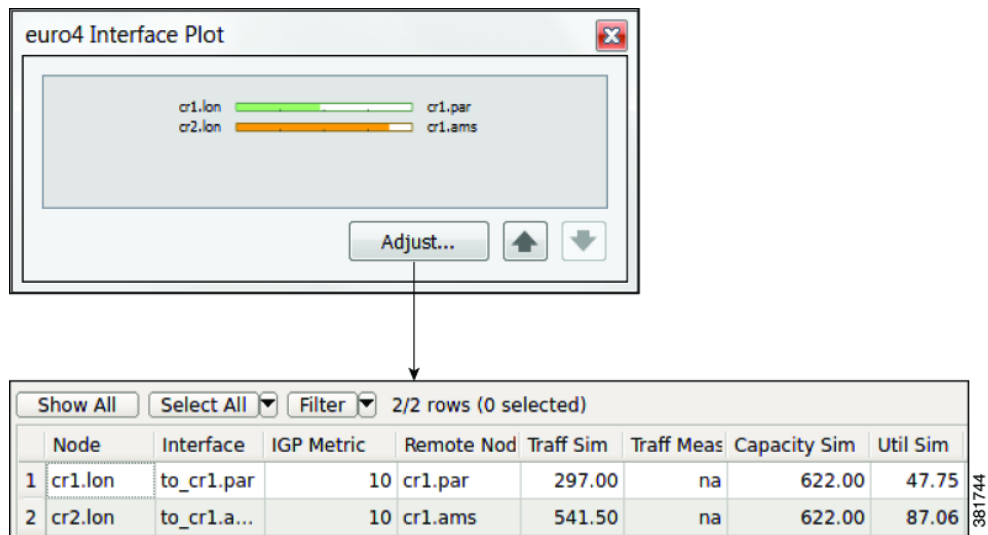 euro4 Interface Plot
cr1.lon cr1.par
cr2.lon cr1.ams
Adjust...
Show All Select All Filter 2/2 rows (0 selected)
Node Interface IGP Metric Remote Nod Traff Sim Traff Meas Capacity Sim Util Sim
1 cr1.lon to_cr1.par 10 cr1.par 297.00 na 622.00 47.75
2 cr2.lon to_cr1.a... 10 cr1.ams 541.50 na 622.00 87.06
381744